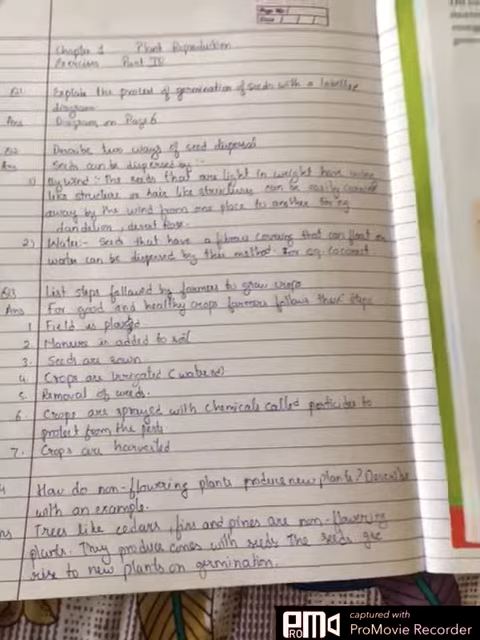 Page No.
Date
Chapter 1 Plant Reproduction
Exercises Part IV
Q1 Explain the process of germination of seeds with a labelled
diagram
Ans Diagram on Page 6
Q2 Describe two ways of seed dispersal
Ans Seeds can be dispersed by :-
1) By wind :- The seeds that are light in weight have wing
like structure or hair like structures can be easily carried
away by the wind from one place to another for eg
dandelion, desert Rose.
2) Water :- Seeds that have a fibrous covering that can float on
water can be dispersed by this method. For eg. Coconut
Q3 List steps followed by farmers to grow crops
Ans For good and healthy crops farmers follows these steps
1 Field is
2. Manure is added to soil
3. Seeds are sown
4. Crops are irrigated (watered)
5. Removal of weeds.
6. Crops are sprayed with chemicals called pesticides to
protect from the pests.
7. Crops are harvested
4 How do non-flowering plants produce new plants? Describe
with an example.
ns Trees like cedars, firs and pines are non-flowering
plants. They produce cones with seeds. The seeds give
rise to new plants on germination.
PRO
captured with
ProMovie Recorder